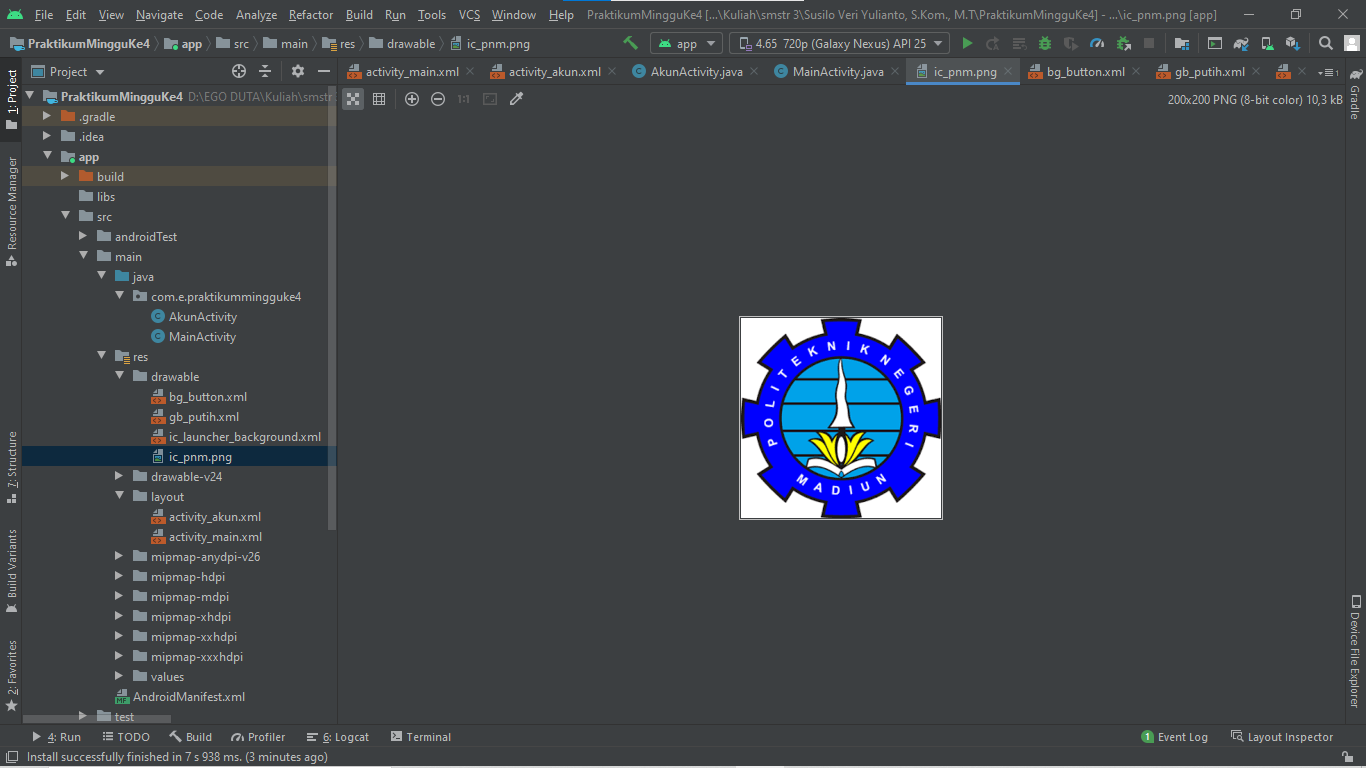 File Edit View Navigate Code Analyze Refactor Build Run Tools VCS Window Help PraktikumMingguKe4 [...\Kuliah\smstr 3\Susilo Veri Yulianto, S.Kom., M.T\PraktikumMingguKe4] - ...\ic_pnm.png [app]
PraktikumMingguKe4 app src main res drawable ic_pnm.png app 4.65 720p (Galaxy Nexus) API 25
Project activity_main.xml activity_akun.xml AkunActivity.java MainActivity.java ic_pnm.png bg_button.xml gb_putih.xml
1:1 200x200 PNG (8-bit color) 10,3 kB
PraktikumMingguKe4 D:\EGO DUTA\Kuliah\smstr
.gradle
.idea
app
build
libs
src
androidTest
main
java
com.e.praktikummingguke4
AkunActivity
MainActivity
res
drawable
bg_button.xml
gb_putih.xml
ic_launcher_background.xml
ic_pnm.png
drawable-v24
layout
activity_akun.xml
activity_main.xml
mipmap-anydpi-v26
mipmap-hdpi
mipmap-mdpi
mipmap-xhdpi
mipmap-xxhdpi
mipmap-xxxhdpi
values
AndroidManifest.xml
test
1: Project
Resource Manager
7: Structure
Build Variants
2: Favorites
POLITEKNIK NEGERI
MADIUN
Gradle
Device File Explorer
4: Run TODO Build Profiler 6: Logcat Terminal 1 Event Log Layout Inspector
Install successfully finished in 7 s 938 ms. (3 minutes ago)